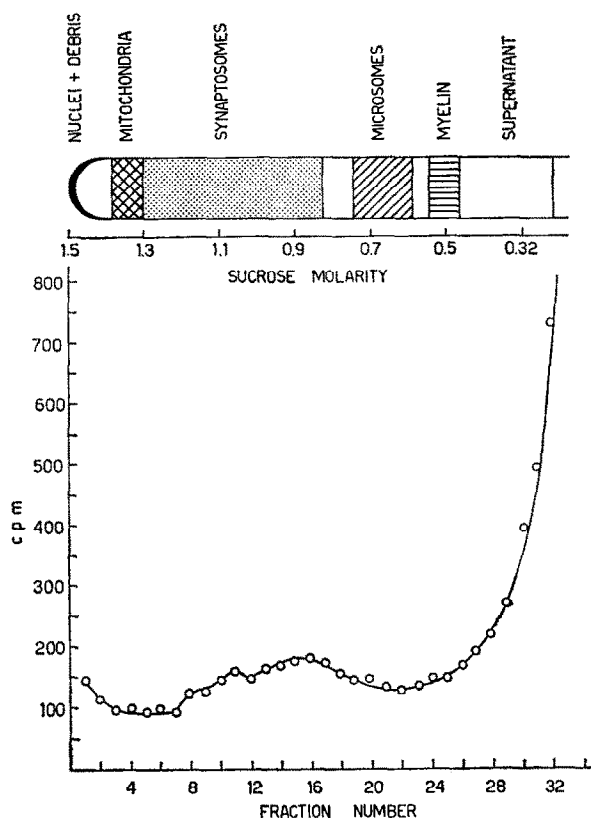 NUCLEI + DEBRIS
MITOCHONDRIA
SYNAPTOSOMES
MICROSOMES
MYELIN
SUPERNATANT
1.5 1.3 1.1 0.9 0.7 0.5 0.32
SUCROSE MOLARITY
800
700
600
500
400
300
200
100
cpm
4 8 12 16 20 24 28 32
FRACTION NUMBER